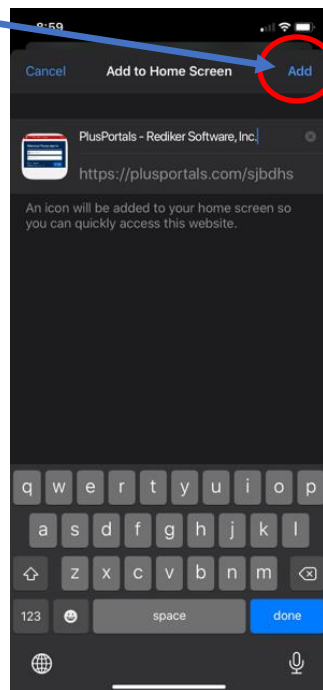 8:59
Cancel Add to Home Screen Add
PlusPortals - Rediker Software, Inc.
https://plusportals.com/sjbdhs
An icon will be added to your home screen so
you can quickly access this website.
q w e r t y u i o p
a s d f g h j k l
z x c v b n m
123 space done